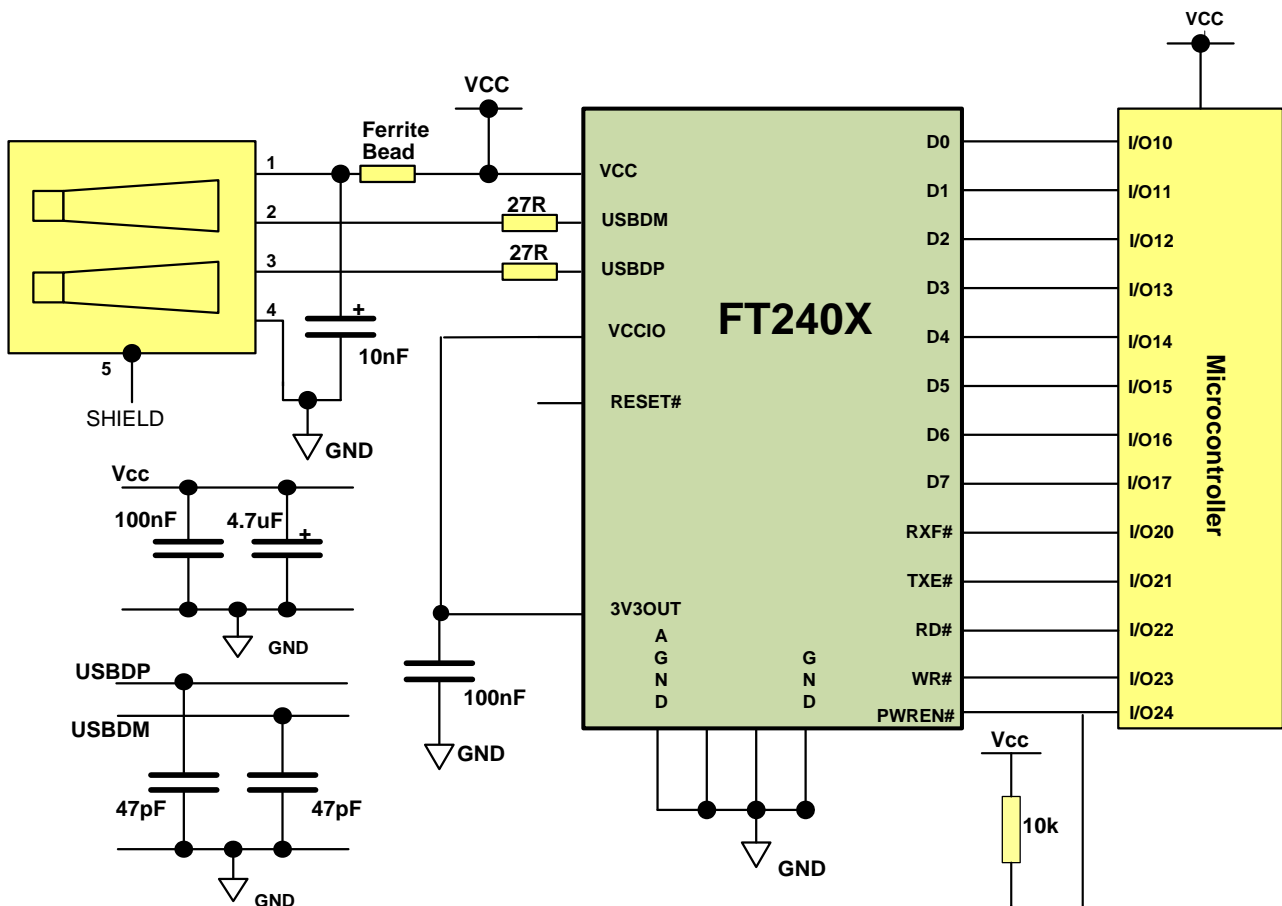 VCC
VCC
Ferrite
Bead
1
2
3
4
5
SHIELD
27R
27R
10nF
GND
VCC
USBDM
USBDP
VCCIO
RESET#
3V3OUT
AGND
GND
FT240X
D0
D1
D2
D3
D4
D5
D6
D7
RXF#
TXE#
RD#
WR#
PWREN#
I/O10
I/O11
I/O12
I/O13
I/O14
I/O15
I/O16
I/O17
I/O20
I/O21
I/O22
I/O23
I/O24
Microcontroller
Vcc
100nF
4.7uF
+
+
GND
USBDP
USBDM
47pF
47pF
GND
100nF
GND
GND
Vcc
10k